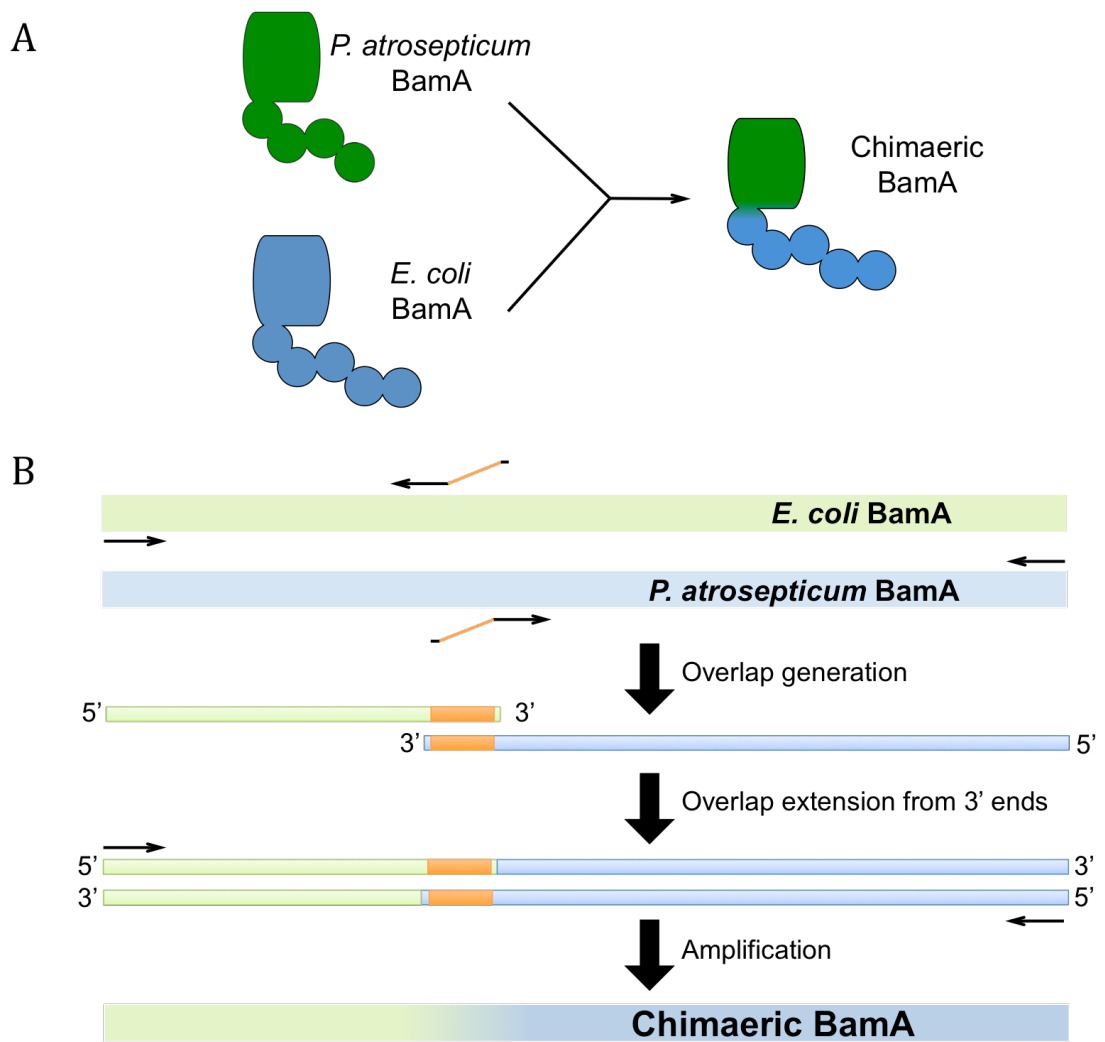 A
P. atrosepticum
BamA
Chimaeric
BamA
E. coli
BamA
B
E. coli BamA
P. atrosepticum BamA
Overlap generation
5’
3’
3’
5’
Overlap extension from 3’ ends
5’
3’
3’
5’
Amplification
Chimaeric BamA